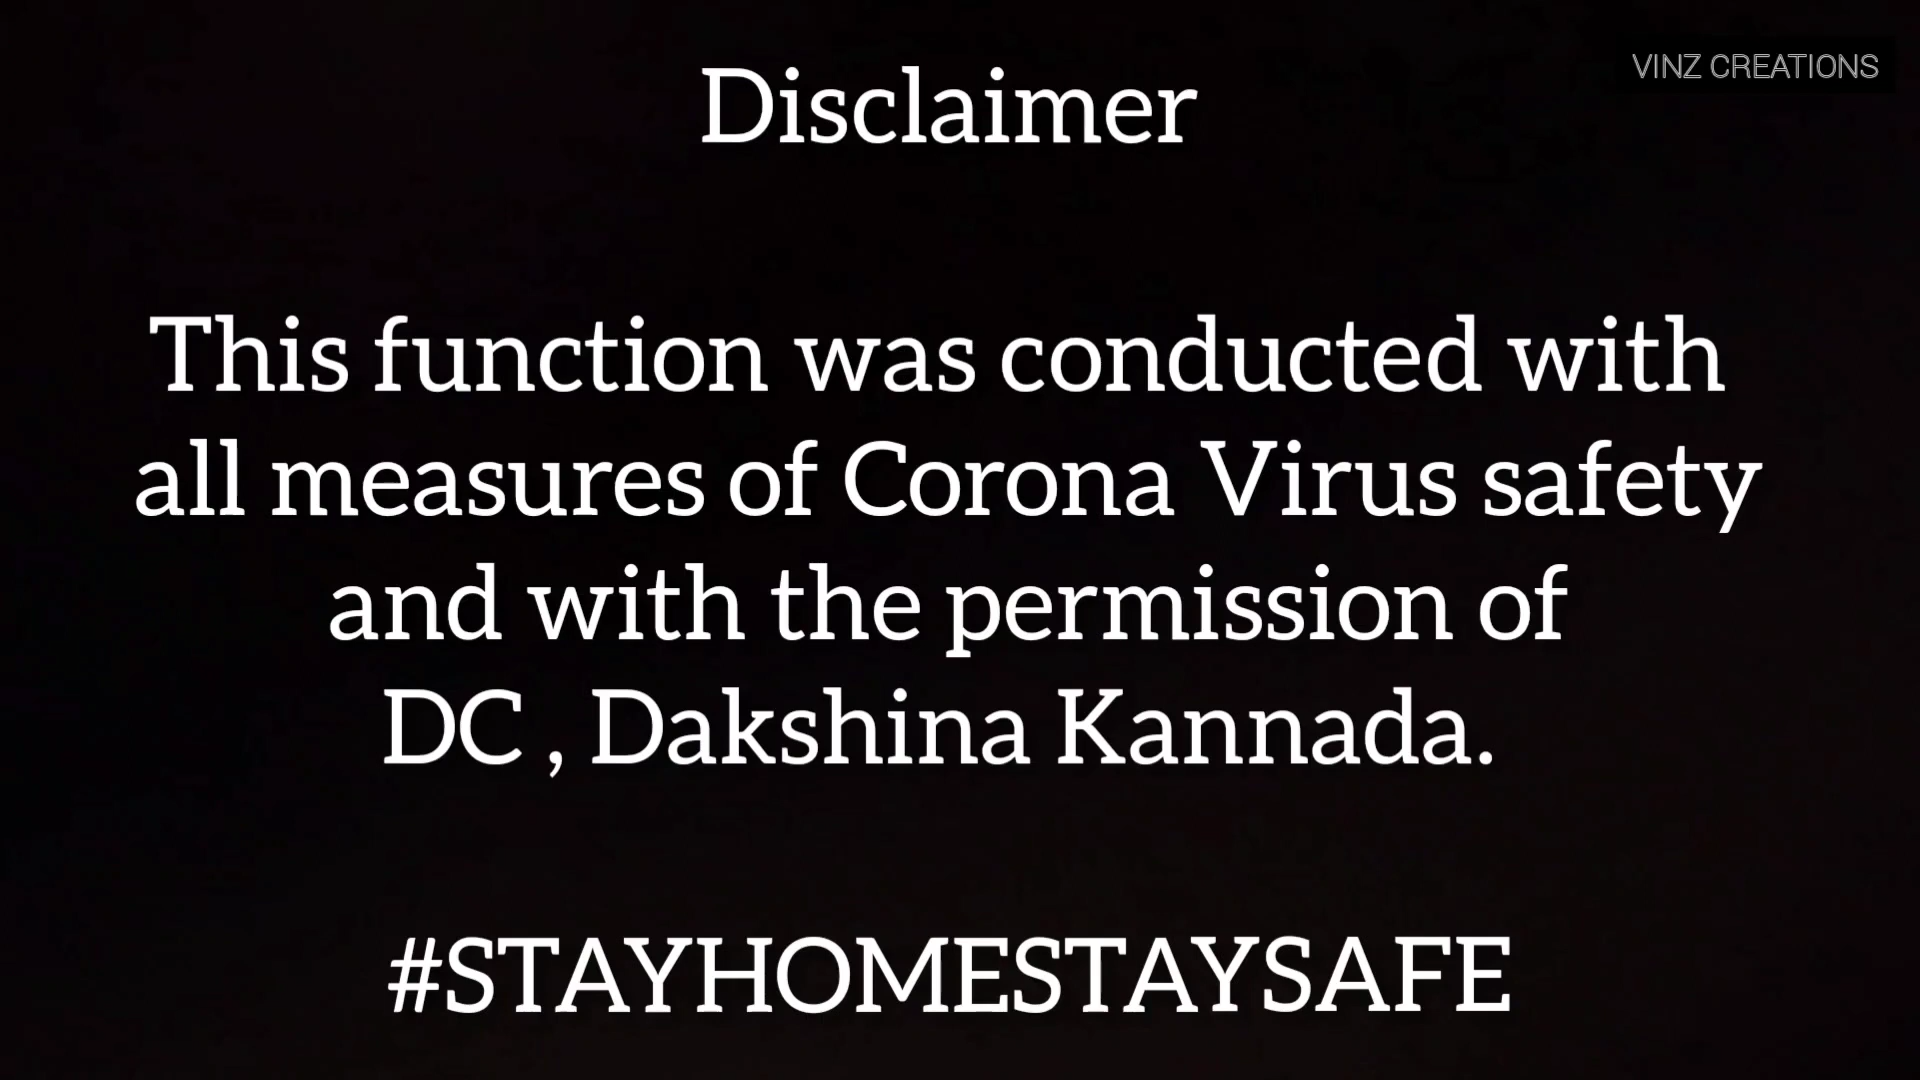 VINZ CREATIONS
Disclaimer
This function was conducted with
all measures of Corona Virus safety
and with the permission of
DC , Dakshina Kannada.
#STAYHOMESTAYSAFE